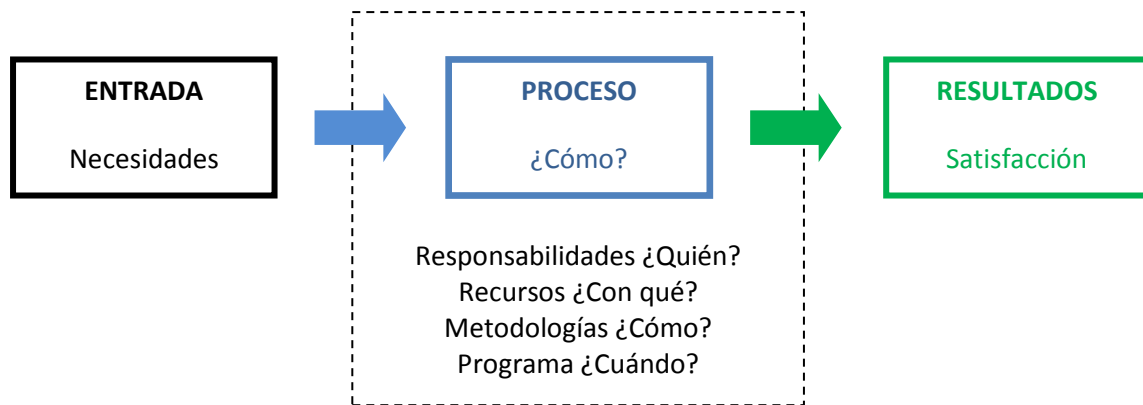 ENTRADA
Necesidades
PROCESO
¿Cómo?
RESULTADOS
Satisfacción
Responsabilidades ¿Quién?
Recursos ¿Con qué?
Metodologías ¿Cómo?
Programa ¿Cuándo?